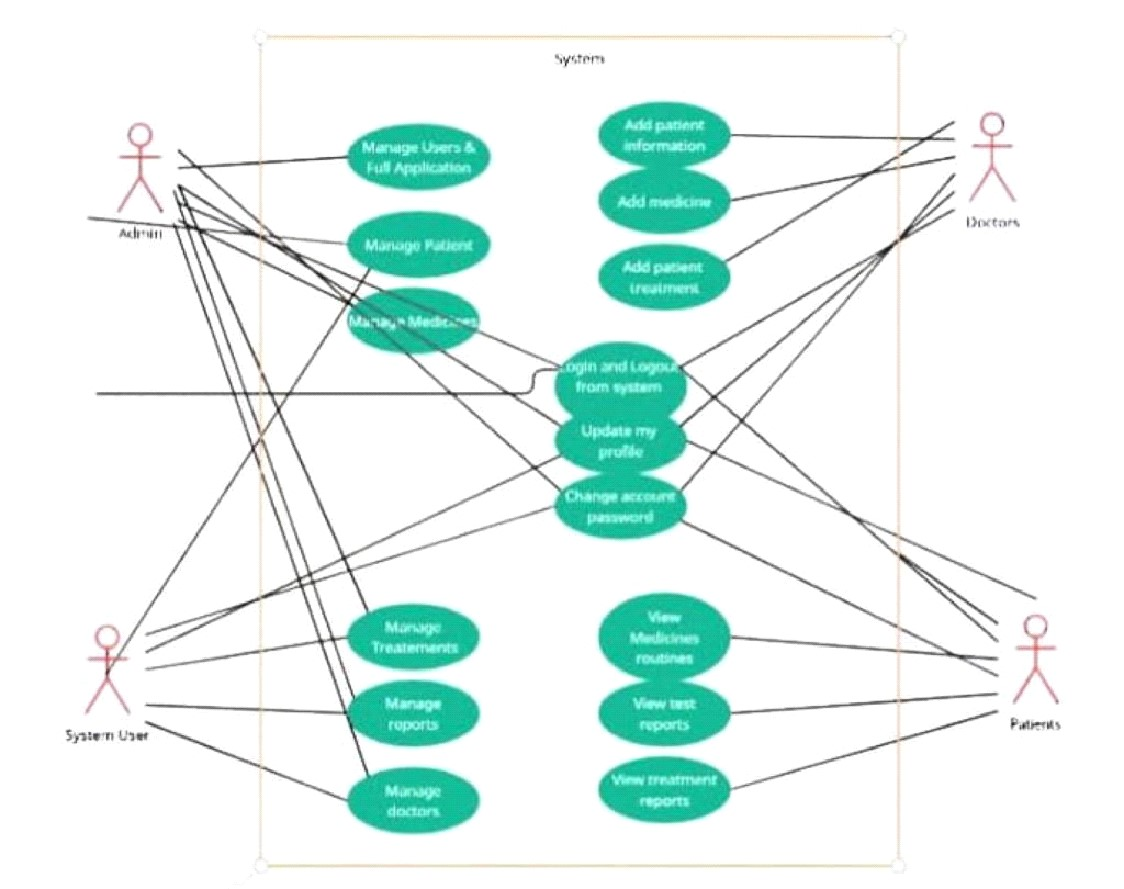 System
Manage Users &
Full Application
Add patient
information
Admin
Add medicine
Doctors
Manage Patient
Add patient
treatment
Manage Medicines
Login and Logout
from system
Update my
profile
Change account
password
Manage
Treatements
View
Medicines
routines
System User
Manage
roports
View test
reports
Patients
Manage
doctors
View treatment
reports